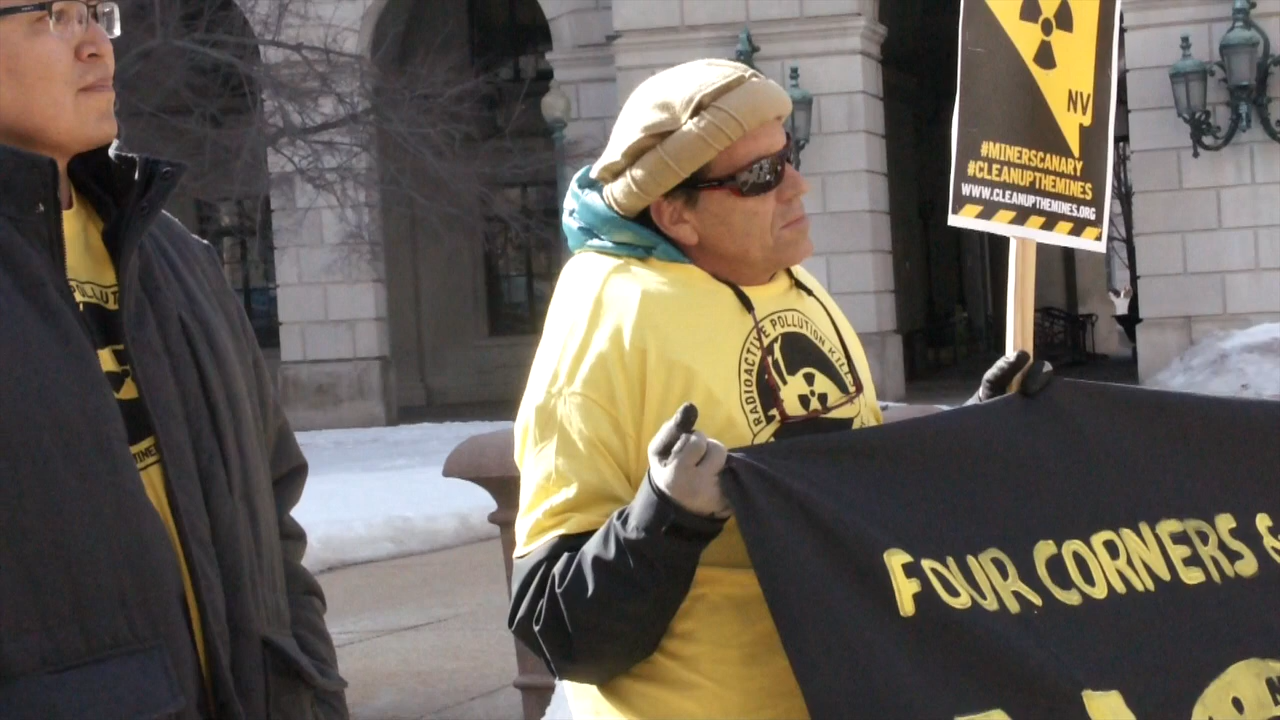 NV
#MINERSCANARY
#CLEANUPTHEMINES
WWW.CLEANUPTHEMINES.ORG
RADIOACTIVE POLLUTION KILLS
FOUR CORNERS &